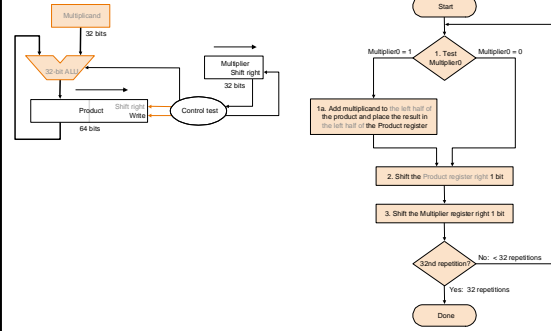 Multiplicand
32 bits
32-bit ALU
Product
Shift right
Write
64 bits
Multiplier
Shift right
32 bits
Control test
Start
Multiplier0 = 1
1. Test
Multiplier0
Multiplier0 = 0
1a. Add multiplicand to the left half of
the product and place the result in
the left half of the Product register
2. Shift the Product register right 1 bit
3. Shift the Multiplier register right 1 bit
32nd repetition?
No: < 32 repetitions
Yes: 32 repetitions
Done